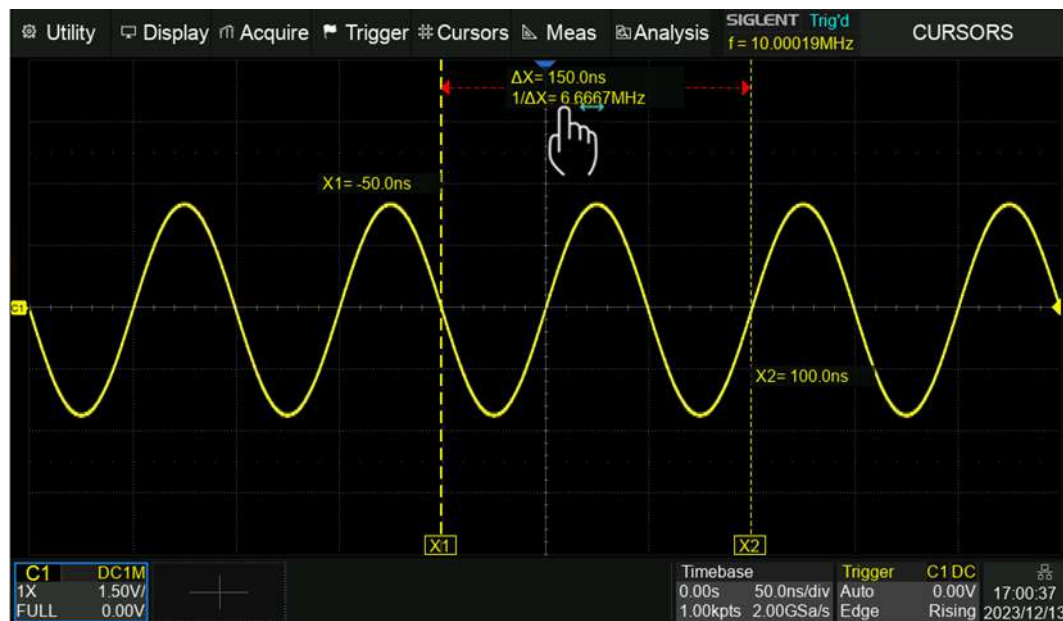 Utility Display Acquire Trigger Cursors Meas Analysis SIGLENT Trig'd CURSORS
f = 10.00019MHz
ΔX= 150.0ns
1/ΔX= 6.6667MHz
X1= -50.0ns
C1
X2= 100.0ns
X1 X2
C1 DC1M
1X 1.50V/
FULL 0.00V
Timebase
0.00s 50.0ns/div
1.00kpts 2.00GSa/s
Trigger C1 DC
Auto 0.00V
Edge Rising
17:00:37
2023/12/13